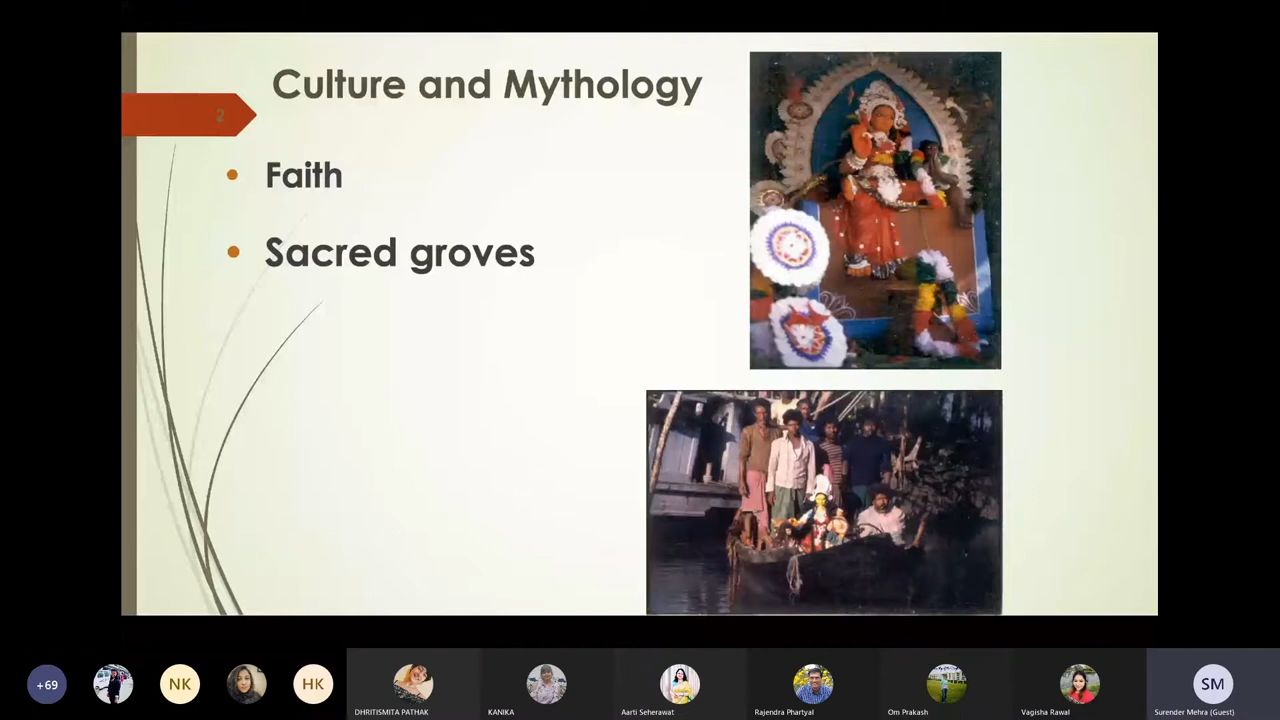 Culture and Mythology
2
Faith
Sacred groves
+69
NK
HK
SM
DHRITISMITA PATHAK
KANIKA
Aarti Seherawat
Rajendra Phartyal
Om Prakash
Vagisha Rawal
Surender Mehra (Guest)